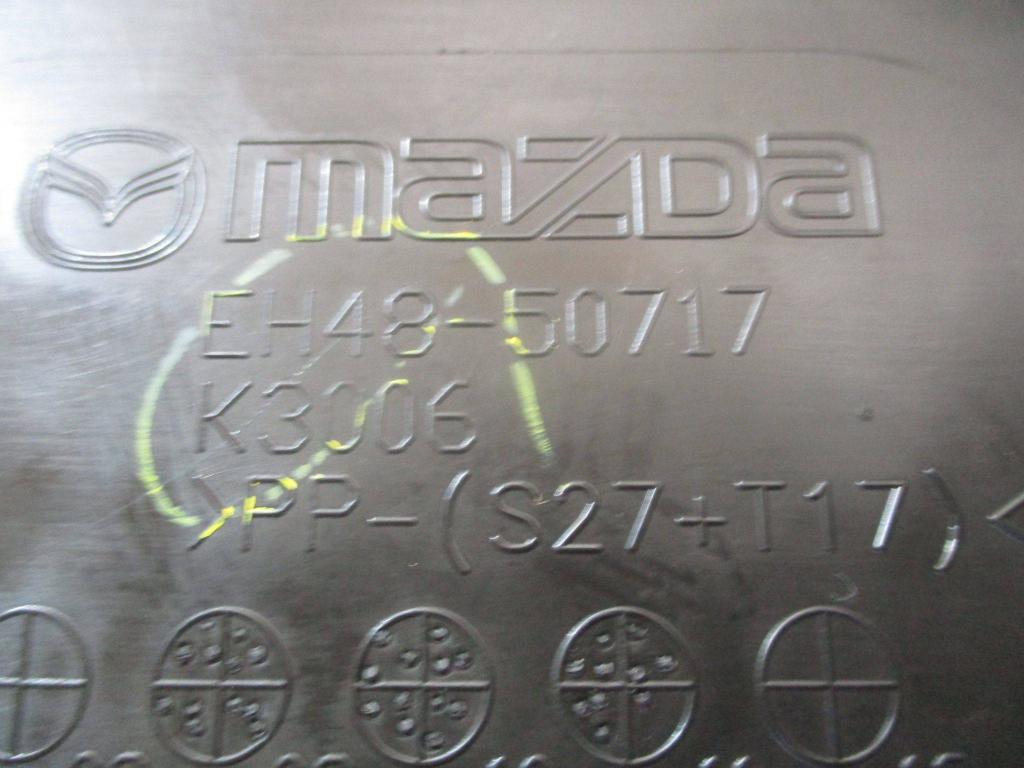 mazda
EH48-50717
K3006
>PP-(S27+T17)<